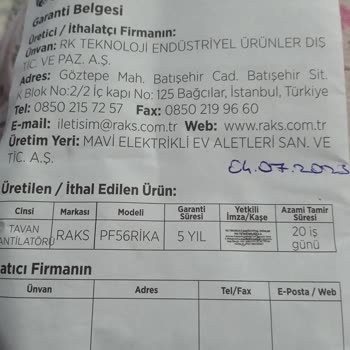 Garanti Belgesi
Üretici / İthalatçı Firmanın:
Ünvan: RK TEKNOLOJİ ENDÜSTRİYEL ÜRÜNLER DIŞ
TİC. VE PAZ. A.Ş.
Adres: Göztepe Mah. Batışehir Cad. Batışehir Sit.
Blok No:2/2 İç kapı No: 125 Bağcılar, İstanbul, Türkiye
Tel: 0850 215 72 57 Fax: 0850 219 96 60
E-mail: iletisim@raks.com.tr Web: www.raks.com.tr
Üretim Yeri: MAVİ ELEKTRİKLİ EV ALETLERİ SAN. VE
TİC. A.Ş.
04.07.2023
Üretilen / İthal Edilen Ürün:
Cinsi Markası Modeli Garanti Süresi Yetkili İmza/Kaşe Azami Tamir Süresi
TAVAN ANTİLATÖRÜ RAKS PF56RİKA 5 YIL 20 iş günü
atıcı Firmanın
Ünvan Adres Tel/Fax E-Posta / Web